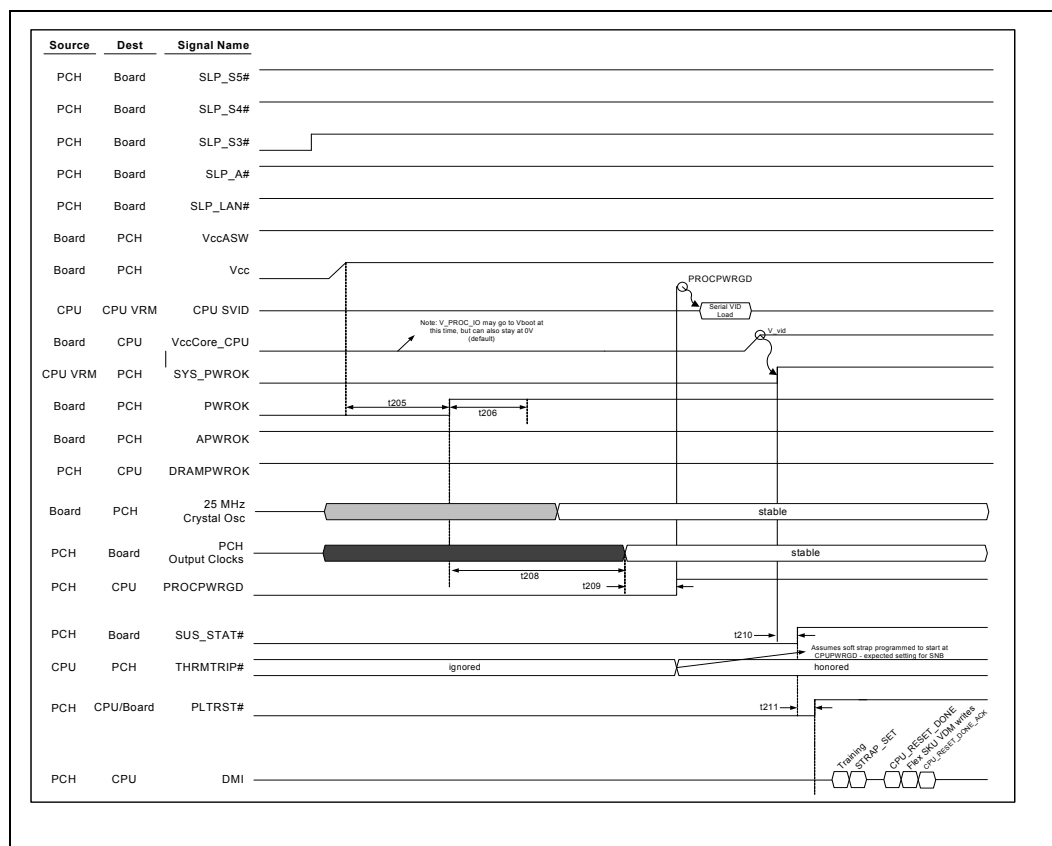 Source Dest Signal Name
PCH Board SLP_S5#
PCH Board SLP_S4#
PCH Board SLP_S3#
PCH Board SLP_A#
PCH Board SLP_LAN#
Board PCH VccASW
Board PCH Vcc
PROCPWRGD
CPU CPU VRM CPU SVID
Serial VID
Load
Note: V_PROC_IO may go to Vboot at
this time, but can also stay at 0V
(default)
V_vid
Board CPU VccCore_CPU
CPU VRM PCH SYS_PWROK
Board PCH PWROK
t205
t206
Board PCH APWROK
PCH CPU DRAMPWROK
Board PCH 25 MHz
Crystal Osc
stable
PCH Board PCH
Output Clocks
stable
t208
PCH CPU PROCPWRGD
t209
PCH Board SUS_STAT#
t210
Assumes soft strap programmed to start at
CPUPWRGD - expected setting for SNB
CPU PCH THRMTRIP#
ignored
honored
PCH CPU/Board PLTRST#
t211
Training
STRAP_SET
CPU_RESET_DONE
Flex SKU VDM writes
CPU_RESET_DONE_ACK
PCH CPU DMI